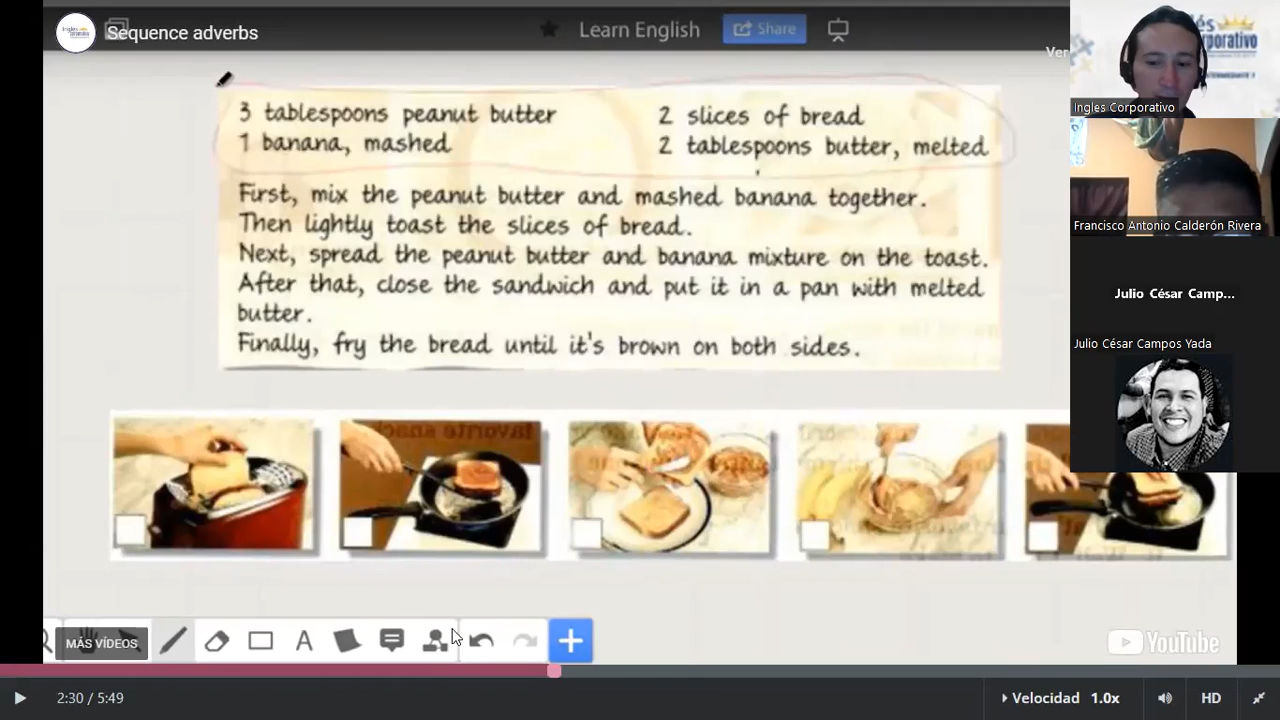 Sequence adverbs
Learn English
Share
Ver
3 tablespoons peanut butter
2 slices of bread
1 banana, mashed
2 tablespoons butter, melted
First, mix the peanut butter and mashed banana together.
Then lightly toast the slices of bread.
Next, spread the peanut butter and banana mixture on the toast.
After that, close the sandwich and put it in a pan with melted
butter.
Finally, fry the bread until it's brown on both sides.
Ingles Corporativo
Francisco Antonio Calderón Rivera
Julio César Camp...
Julio César Campos Yada
A
MÁS VÍDEOS
YouTube
2:30 / 5:49
Velocidad 1.0x
HD